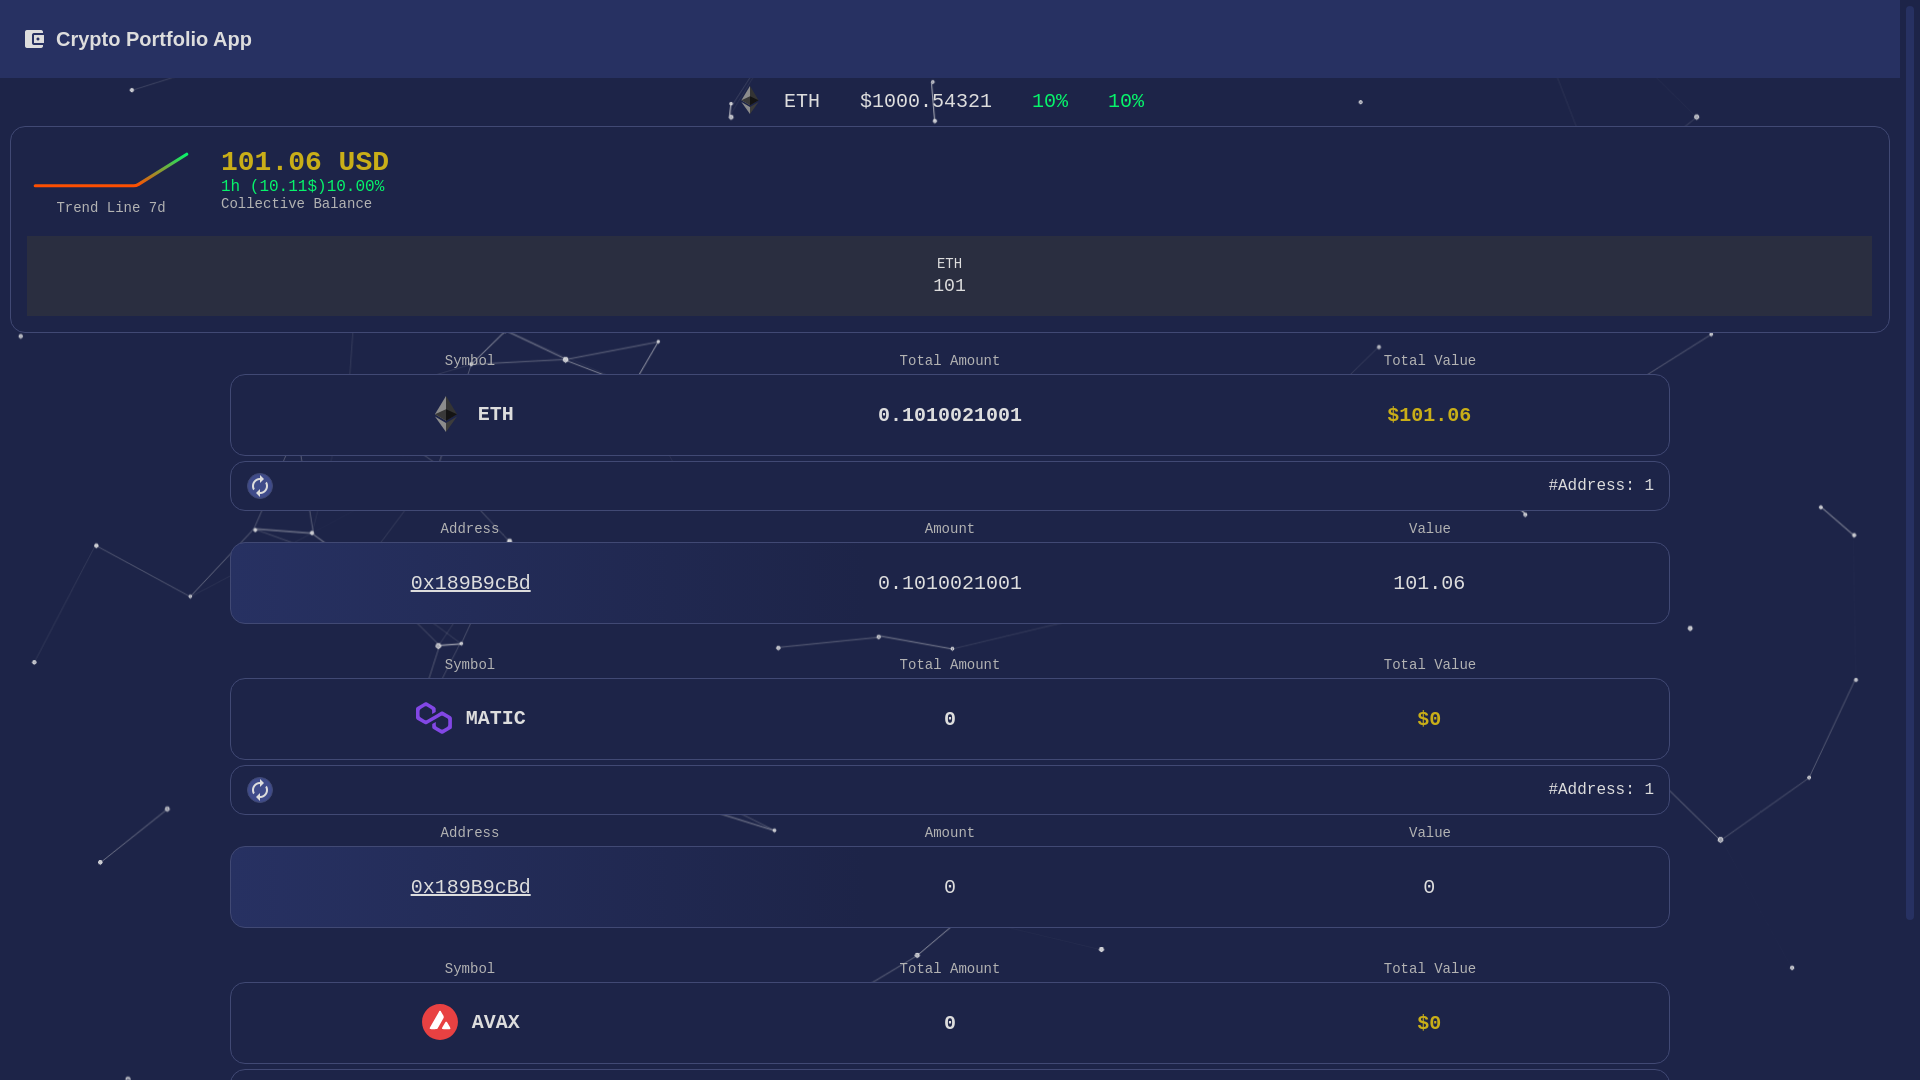 Crypto Portfolio App
ETH $1000.54321 10% 10%
101.06 USD
1h (10.11$)10.00%
Collective Balance
Trend Line 7d
ETH
101
Symbol Total Amount Total Value
ETH 0.1010021001 $101.06
#Address: 1
Address Amount Value
0x189B9cBd 0.1010021001 101.06
Symbol Total Amount Total Value
MATIC 0 $0
#Address: 1
Address Amount Value
0x189B9cBd 0 0
Symbol Total Amount Total Value
AVAX 0 $0